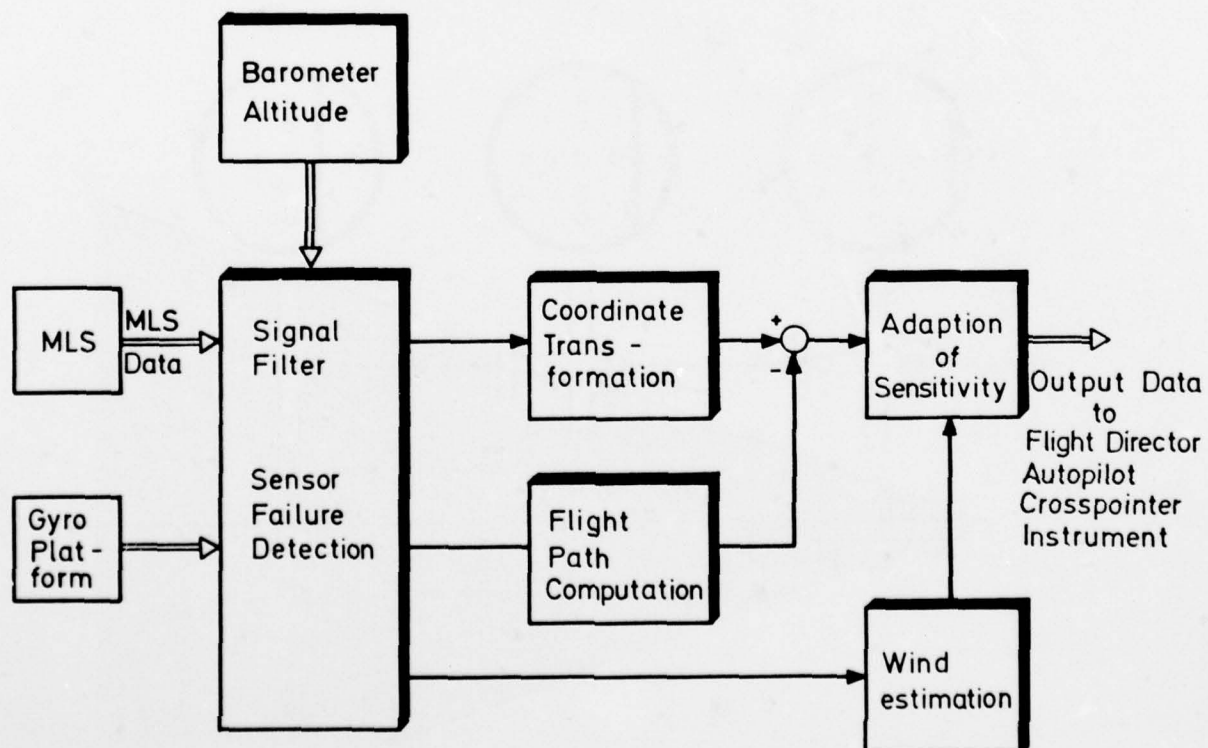 Barometer
Altitude
MLS
MLS
Data
Signal
Filter
Sensor
Failure
Detection
Gyro
Plat-
form
Coordinate
Trans -
formation
+
-
Flight
Path
Computation
Adaption
of
Sensitivity
Wind
estimation
Output Data
to
Flight Director
Autopilot
Crosspointer
Instrument